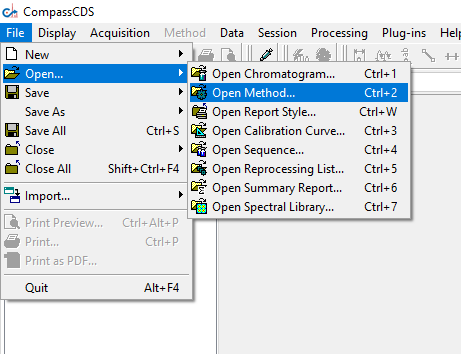 CompassCDS
File Display Acquisition Method Data Session Processing Plug-ins
New
Open...
Save
Save As
Save All Ctrl+S
Close
Close All Shift+Ctrl+F4
Import...
Print Preview... Ctrl+Alt+P
Print... Ctrl+P
Print as PDF...
Quit Alt+F4
Open Chromatogram... Ctrl+1
Open Method... Ctrl+2
Open Report Style... Ctrl+W
Open Calibration Curve... Ctrl+3
Open Sequence... Ctrl+4
Open Reprocessing List... Ctrl+5
Open Summary Report... Ctrl+6
Open Spectral Library... Ctrl+7